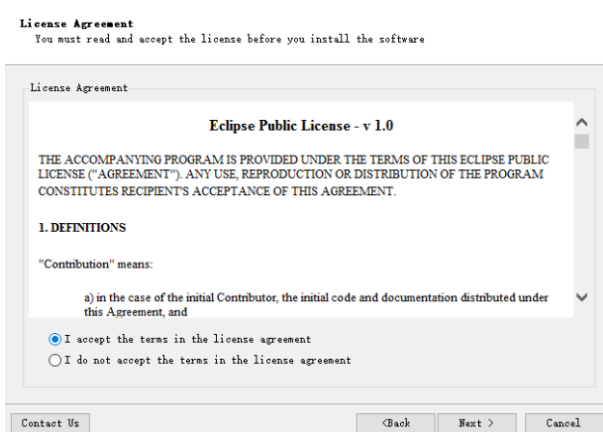 License Agreement
You must read and accept the license before you install the software
License Agreement
Eclipse Public License - v 1.0
THE ACCOMPANYING PROGRAM IS PROVIDED UNDER THE TERMS OF THIS ECLIPSE PUBLIC
LICENSE ("AGREEMENT"). ANY USE, REPRODUCTION OR DISTRIBUTION OF THE PROGRAM
CONSTITUTES RECIPIENT'S ACCEPTANCE OF THIS AGREEMENT.
1. DEFINITIONS
"Contribution" means:
a) in the case of the initial Contributor, the initial code and documentation distributed under
this Agreement, and
I accept the terms in the license agreement
I do not accept the terms in the license agreement
Contact Us
<Back
Next >
Cancel